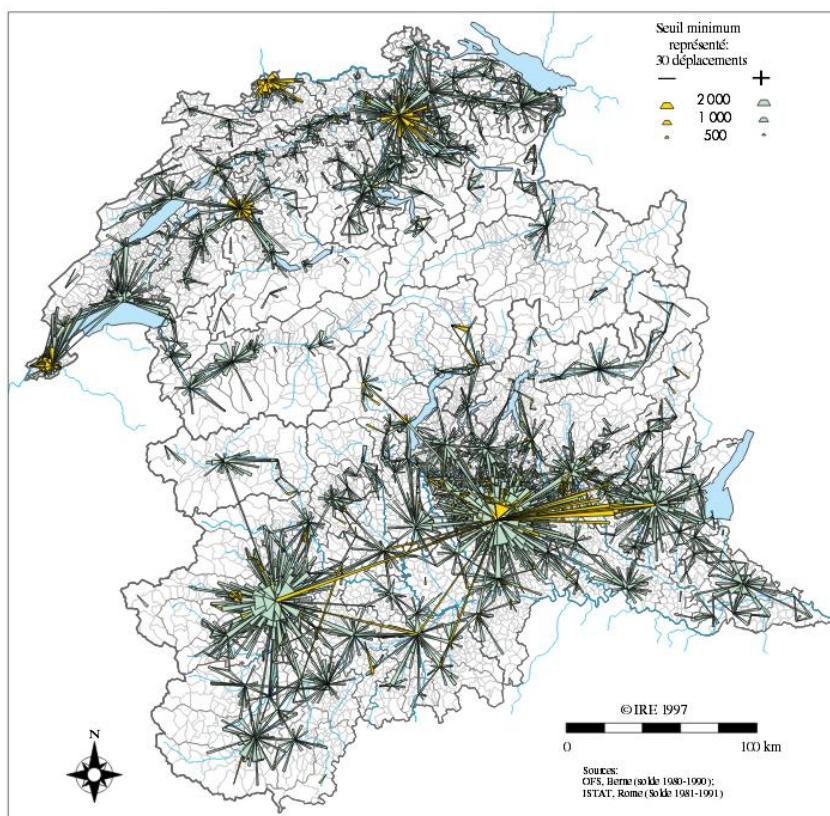 Seuil minimum
représenté:
30 déplacements
— +
2 000
1 000
500
N
© IRE 1997
0 100 km
Sources:
OFS, Berne (solde 1980-1990);
ISTAT, Rome (Solde 1981-1991)